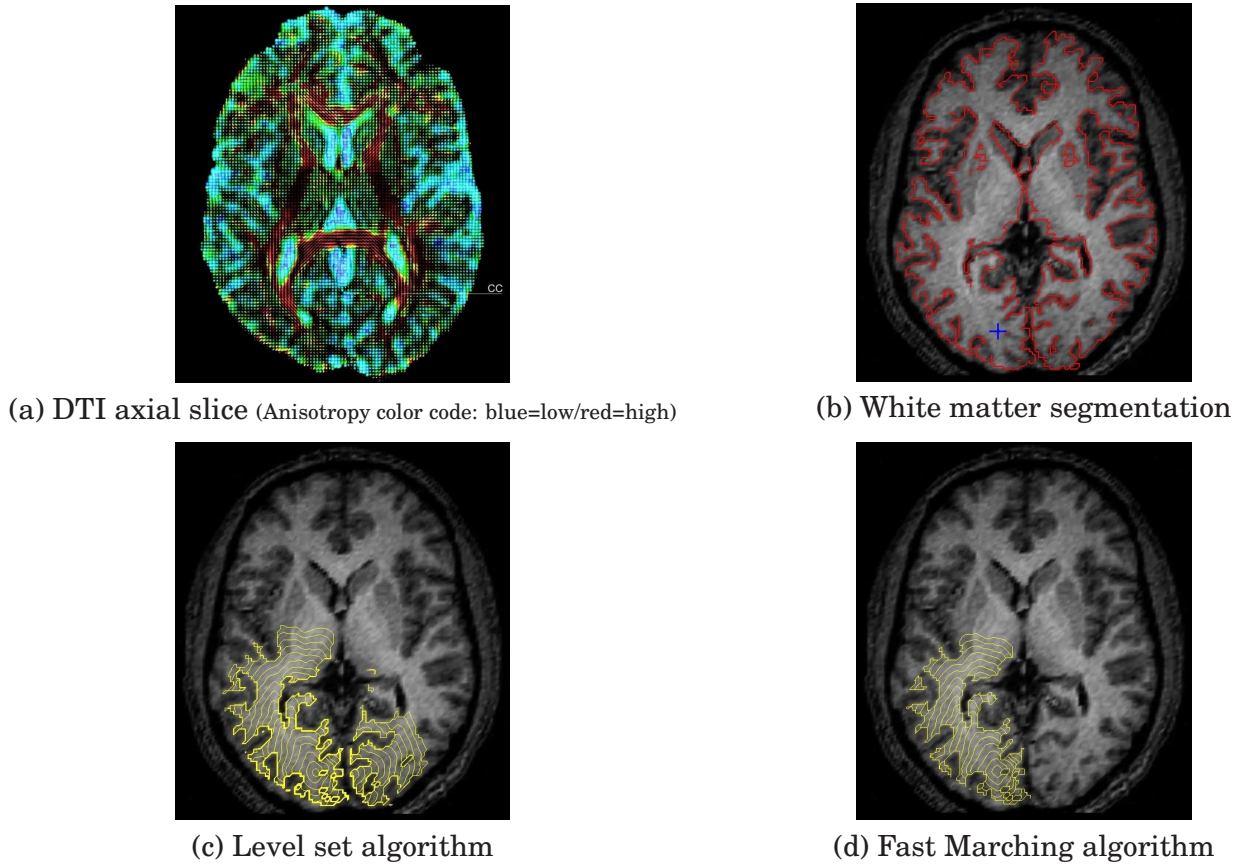 CC
(a) DTI axial slice (Anisotropy color code: blue=low/red=high)
(b) White matter segmentation
(c) Level set algorithm
(d) Fast Marching algorithm